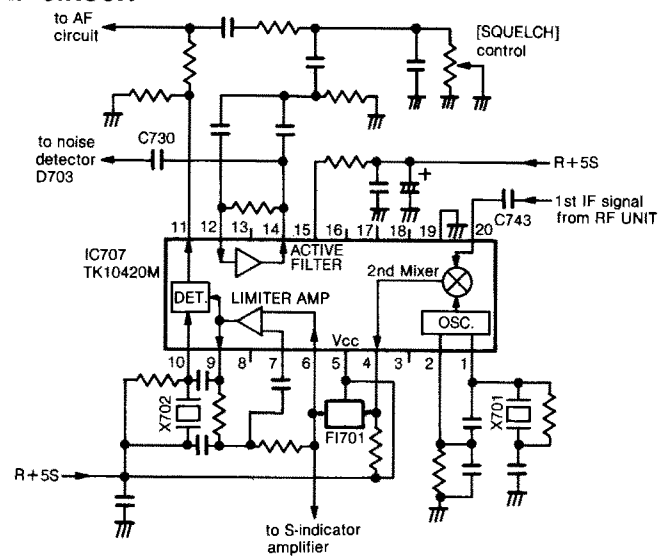 to AF
circuit
[SQUELCH]
control
to noise
detector
D703
C730
R+5S
1st IF signal
from RF UNIT
C743
11 12 13 14 15 16 17 18 19 20
IC707
TK10420M
ACTIVE
FILTER
2nd Mixer
DET.
LIMITER AMP
OSC.
Vcc
10 9 8 7 6 5 4 3 2 1
X702
FI701
X701
R+5S
to S-indicator
amplifier